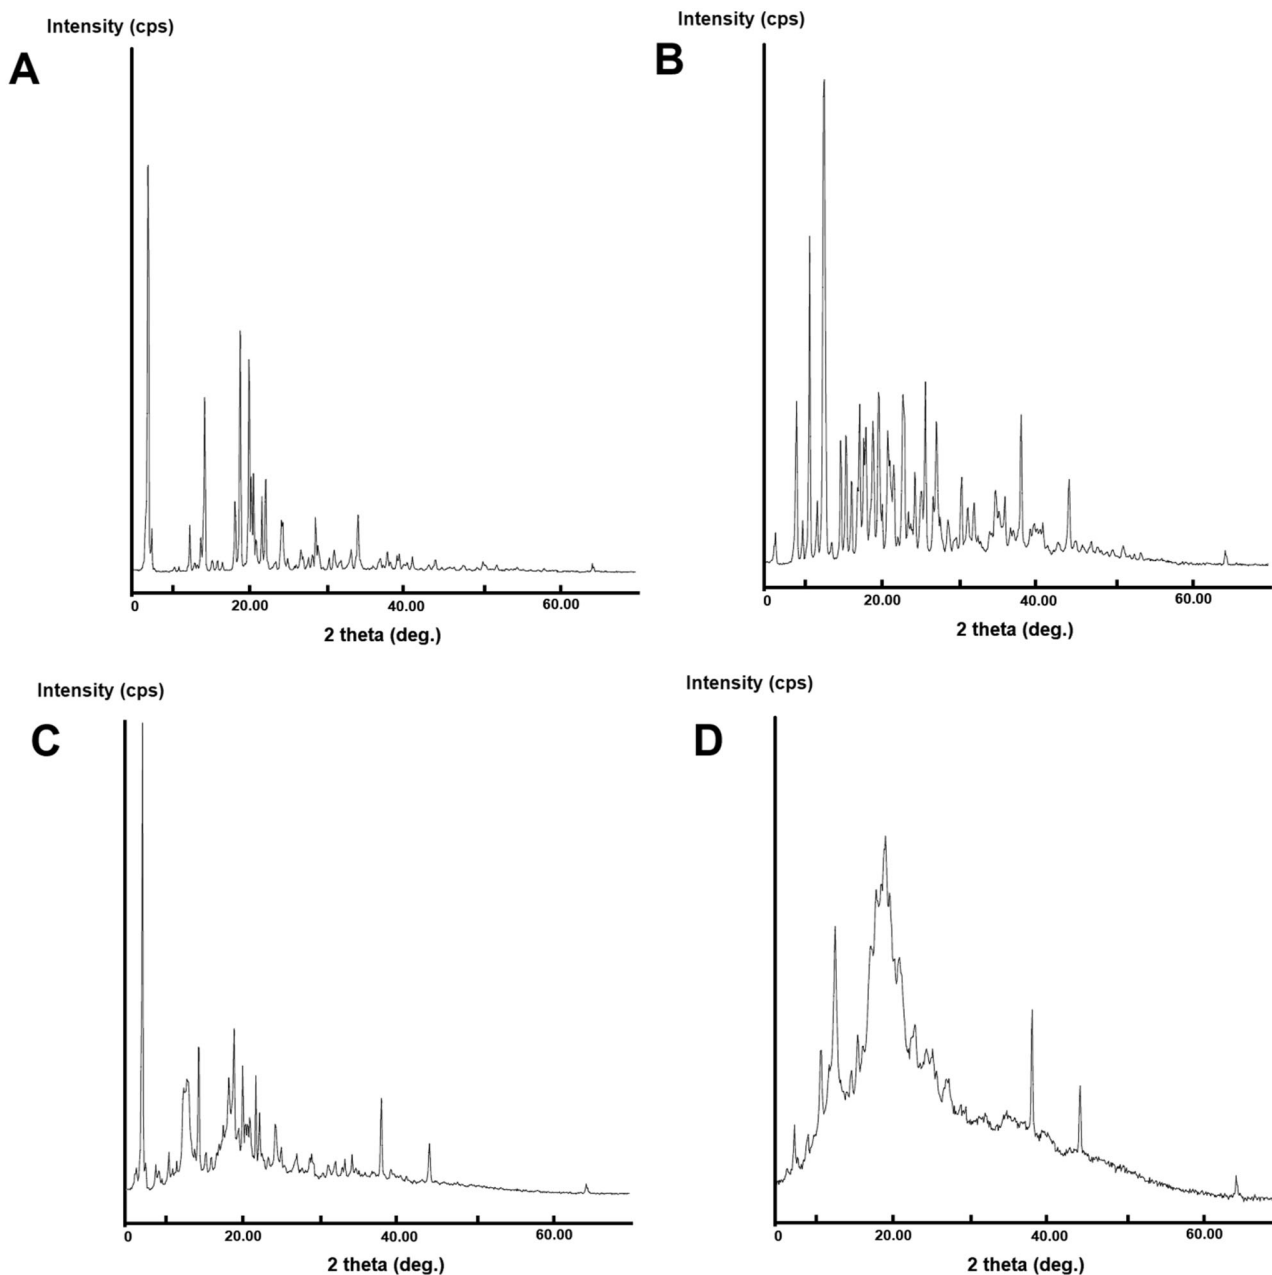 Intensity (cps)
A
0 20.00 40.00 60.00
2 theta (deg.)
Intensity (cps)
B
0 20.00 40.00 60.00
2 theta (deg.)
Intensity (cps)
C
0 20.00 40.00 60.00
2 theta (deg.)
Intensity (cps)
D
0 20.00 40.00 60.00
2 theta (deg.)